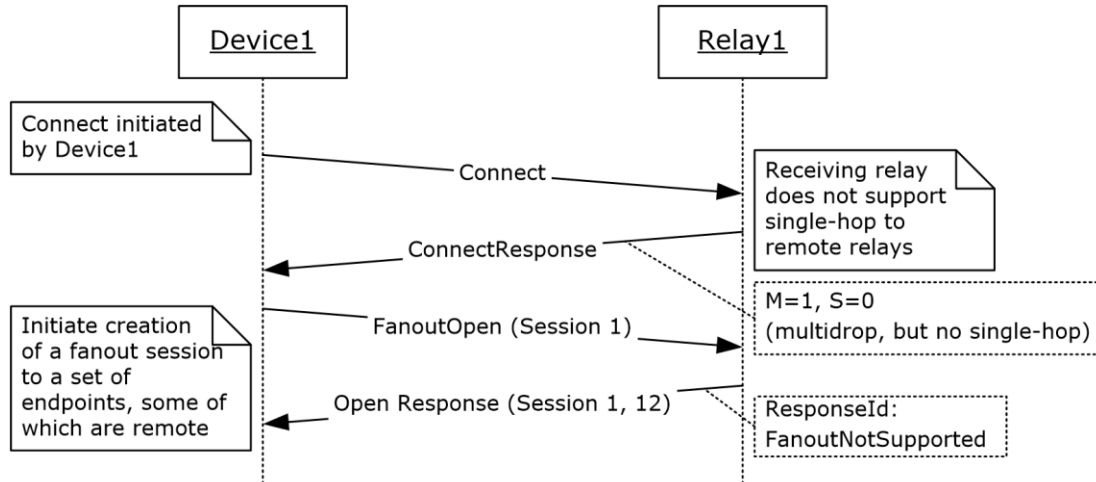 Device1
Relay1
Connect initiated
by Device1
Connect
Receiving relay
does not support
single-hop to
remote relays
ConnectResponse
M=1, S=0
(multidrop, but no single-hop)
Initiate creation
of a fanout session
to a set of
endpoints, some of
which are remote
FanoutOpen (Session 1)
Open Response (Session 1, 12)
ResponseId:
FanoutNotSupported